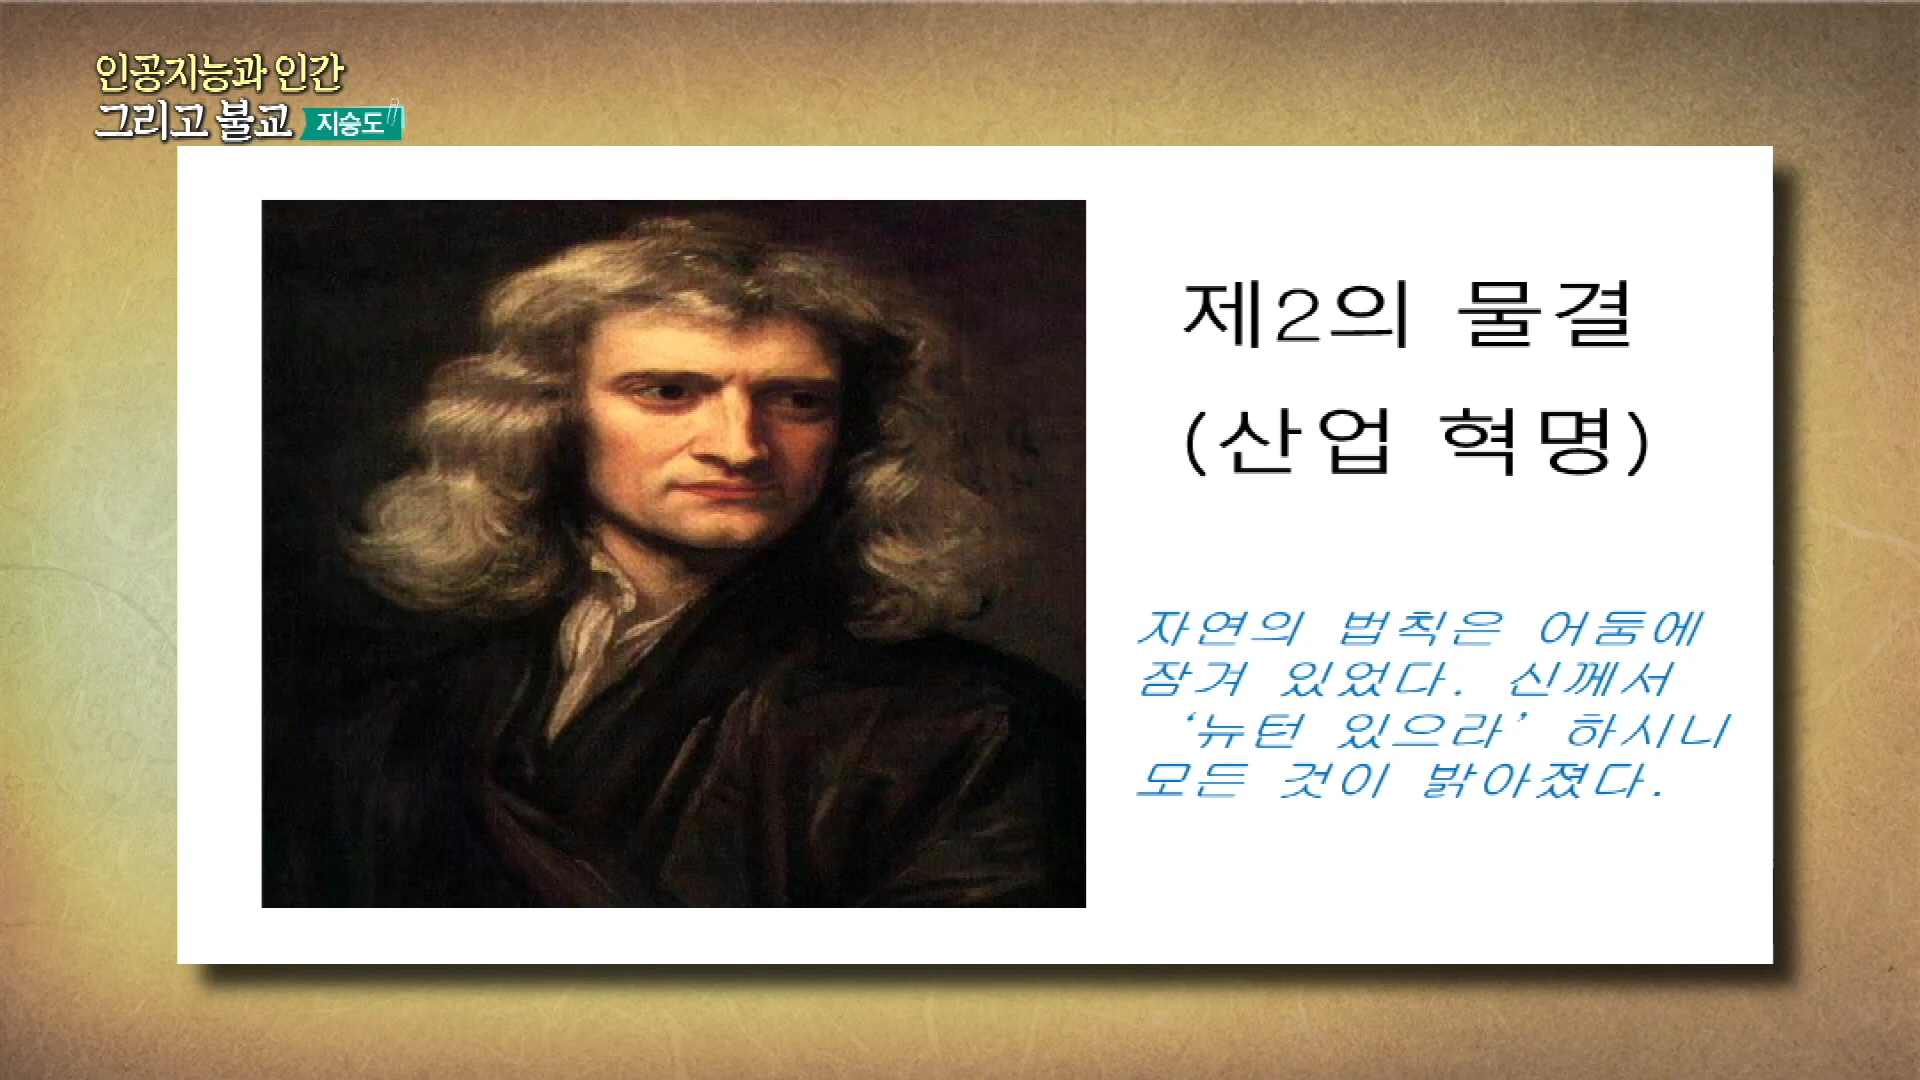 인공지능과 인간
그리고 불교 지승도
제2의 물결
(산업 혁명)
자연의 법칙은 어둠에
잠겨 있었다. 신께서
‘뉴턴 있으라’ 하시니
모든 것이 밝아졌다.